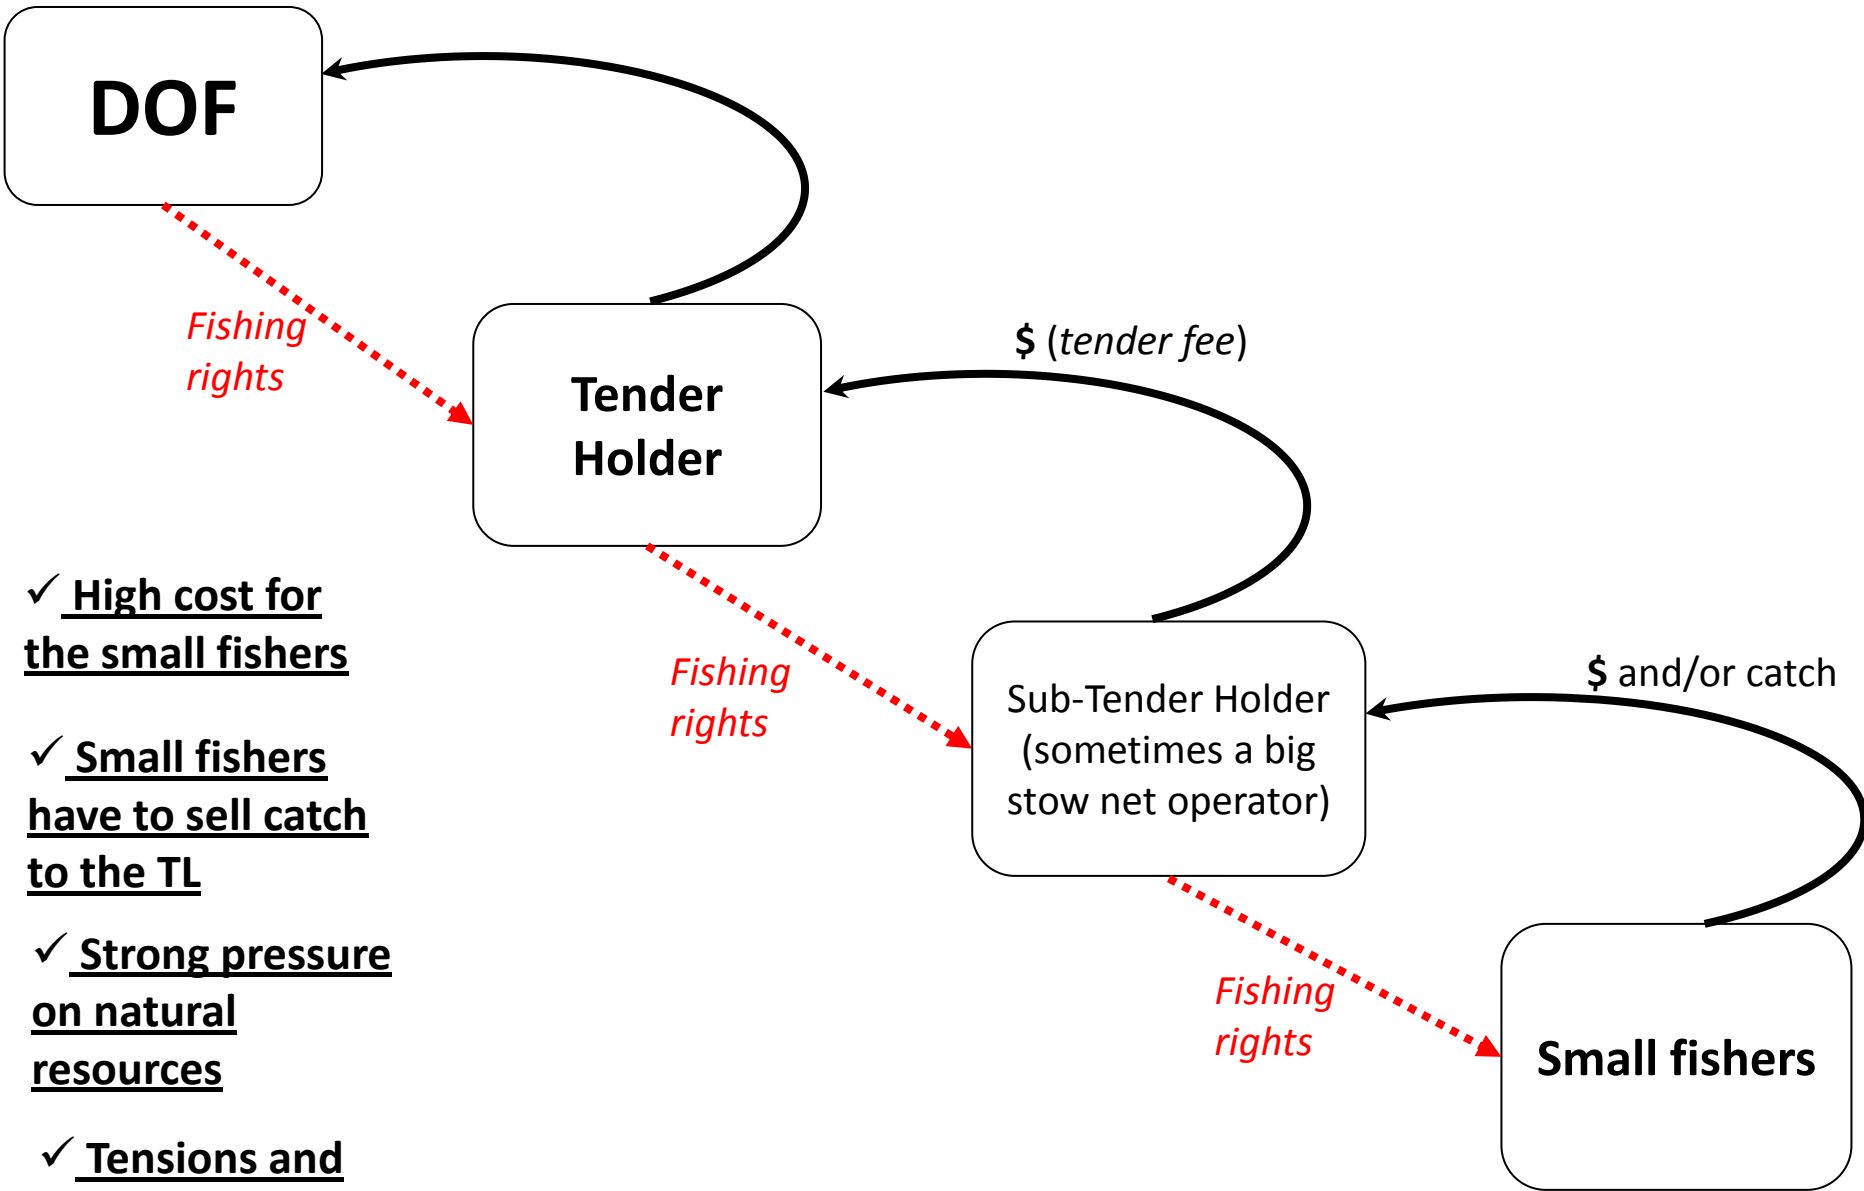 DOF
Fishing
rights
Tender
Holder
$ (tender fee)
Fishing
rights
Sub-Tender Holder
(sometimes a big
stow net operator)
$ and/or catch
Fishing
rights
Small fishers
✓ High cost for
the small fishers
✓ Small fishers
have to sell catch
to the TL
✓ Strong pressure
on natural
resources
✓ Tensions and